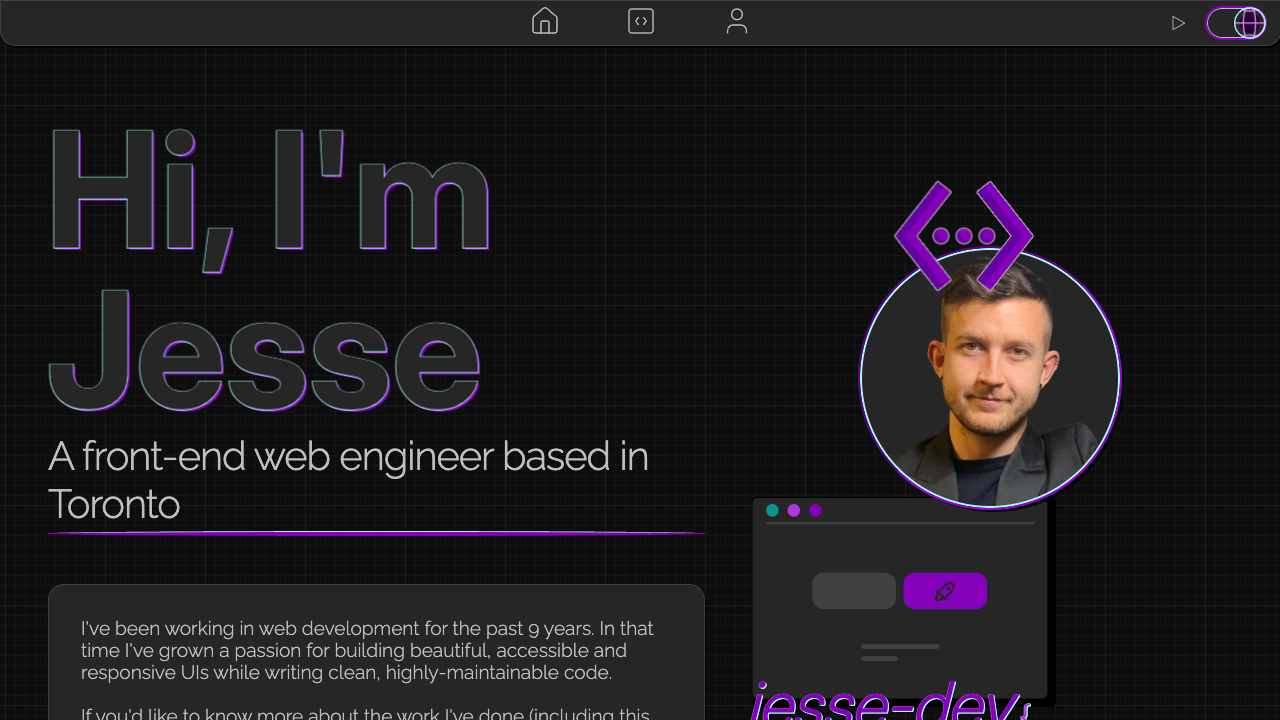 Hi, I'm
Jesse
A front-end web engineer based in
Toronto
I've been working in web development for the past 9 years. In that
time I've grown a passion for building beautiful, accessible and
responsive UIs while writing clean, highly-maintainable code.
If you'd like to know more about the work I've done (including this
jesse-dev{